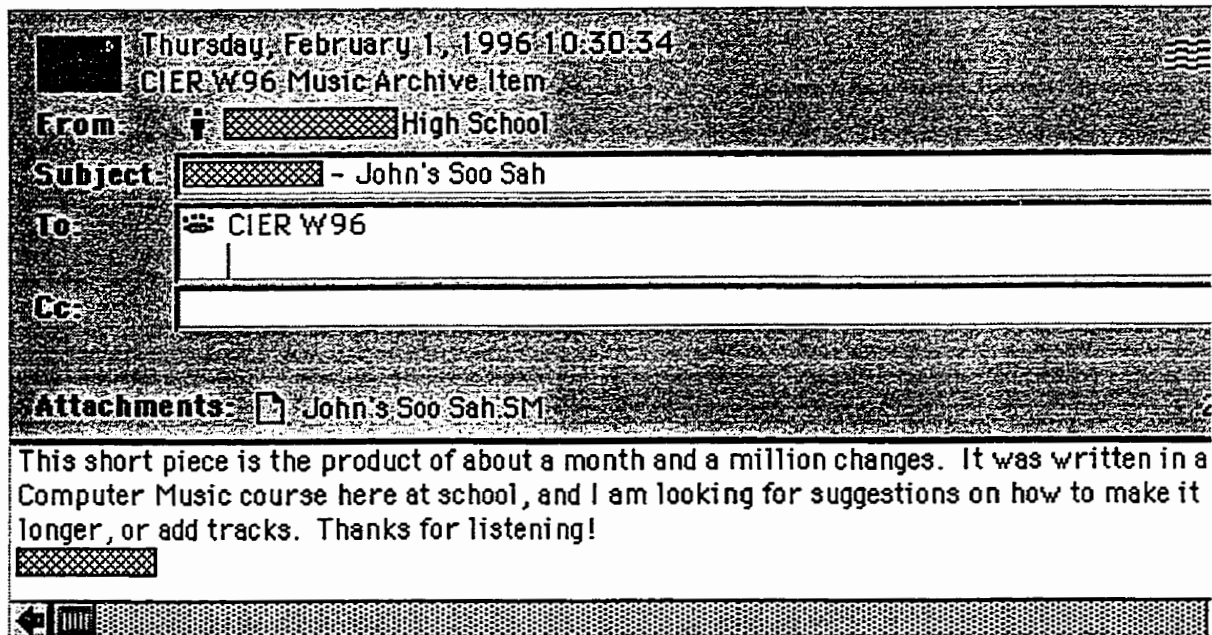 Thursday, February 1, 1996 10:30:34
CIER W96 Music Archive Item
From: High School
Subject: - John's Soo Sah
To: CIER W96
Cc:
Attachments: John's Soo Sah.SM
This short piece is the product of about a month and a million changes. It was written in a
Computer Music course here at school, and I am looking for suggestions on how to make it
longer, or add tracks. Thanks for listening!